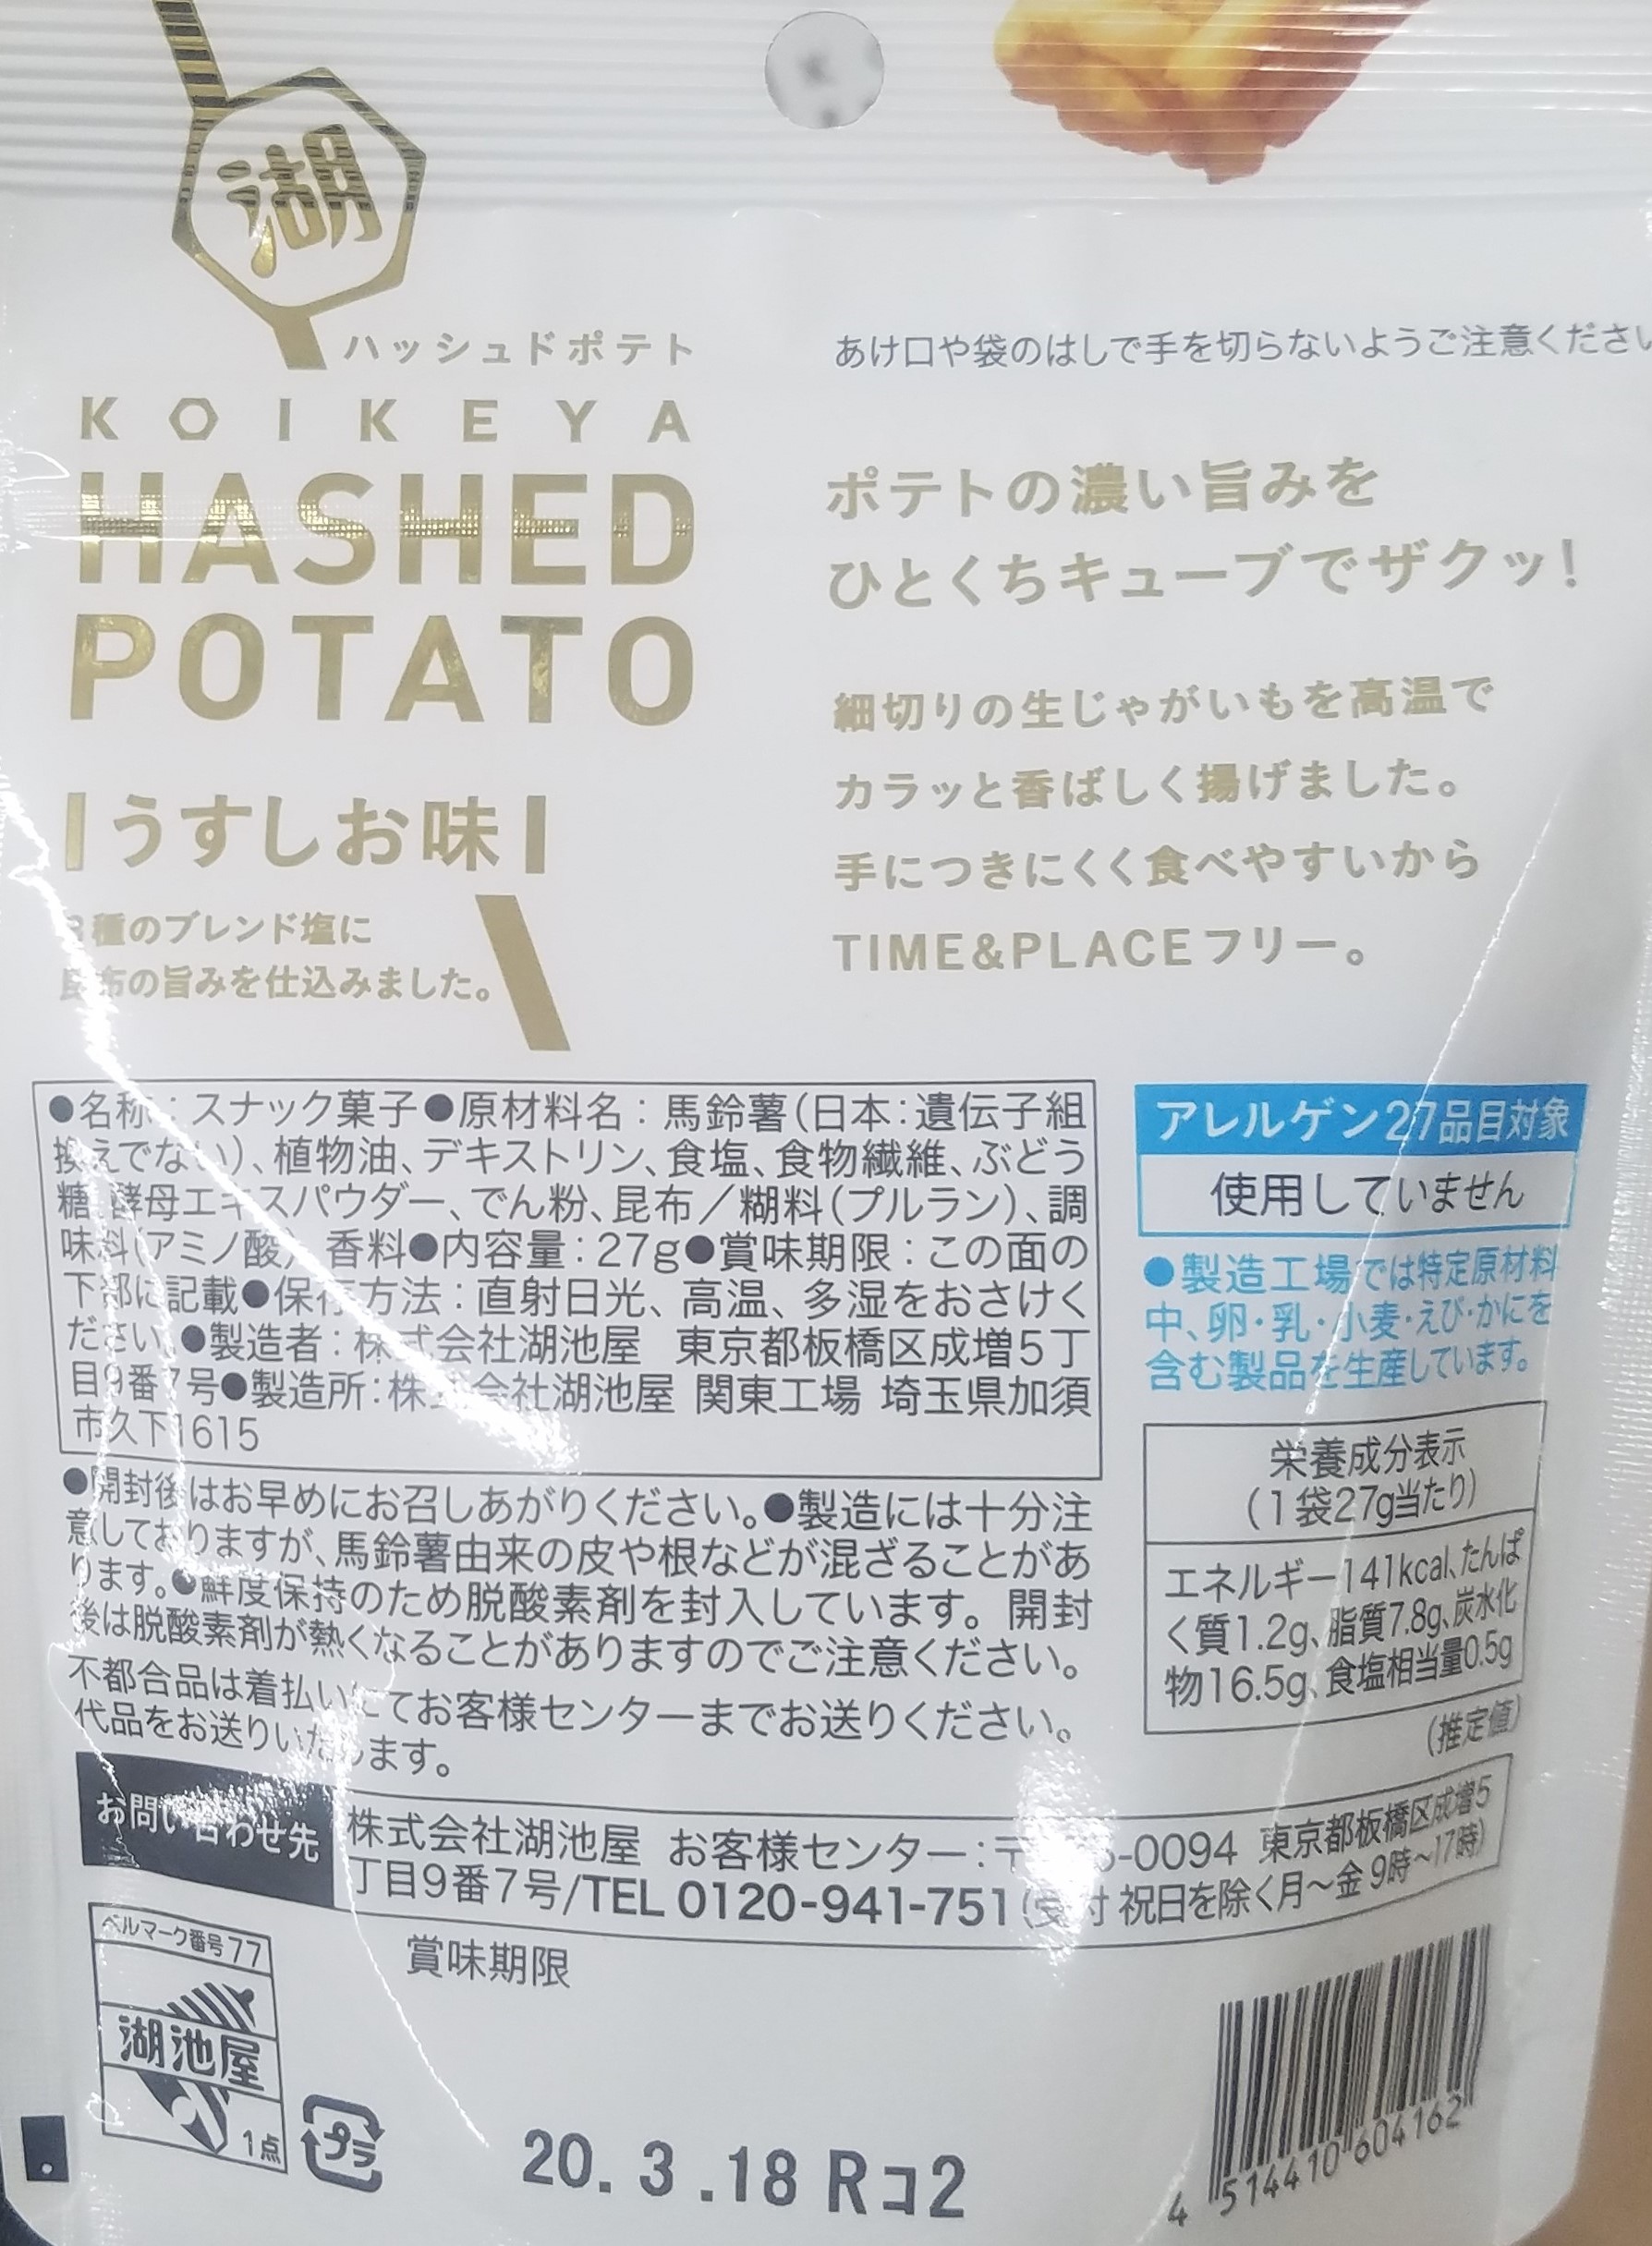 湖
ハッシュドポテト
KOIKEYA
HASHED
POTATO
うすしお味
種のブレンド塩に
昆布の旨みを仕込みました。
あけ口や袋のはしで手を切らないようご注意ください
ポテトの濃い旨みを
ひとくちキューブでザクッ!
細切りの生じゃがいもを高温で
カラッと香ばしく揚げました。
手につきにくく食べやすいから
TIME&PLACEフリー。
●名称:スナック菓子●原材料名:馬鈴薯(日本:遺伝子組
換えでない)、植物油、デキストリン、食塩、食物繊維、ぶどう
糖、酵母エキスパウダー、でん粉、昆布/糊料(プルラン)、調
味料(アミノ酸)、香料●内容量:27g●賞味期限:この面の
下部に記載●保存方法:直射日光、高温、多湿をおさけく
ださい。●製造者:株式会社湖池屋 東京都板橋区成増5丁
目9番7号●製造所:株式会社湖池屋 関東工場 埼玉県加須
市久下1615
●開封後はお早めにお召しあがりください。●製造には十分注
意しておりますが、馬鈴薯由来の皮や根などが混ざることがあ
ります。●鮮度保持のため脱酸素剤を封入しています。開封
後は脱酸素剤が熱くなることがありますのでご注意ください。
不都合品は着払いにてお客様センターまでお送りください。
代品をお送りいたします。
アレルゲン27品目対象
使用していません
●製造工場では特定原材料
中、卵・乳・小麦・えび・かにを
含む製品を生産しています。
栄養成分表示
(1袋27g当たり)
エネルギー141kcal、たんぱ
く質1.2g、脂質7.8g、炭水化
物16.5g、食塩相当量0.5g
(推定値)
お問い合わせ先
株式会社湖池屋 お客様センター:〒 -0094 東京都板橋区成増5
丁目9番7号/TEL 0120-941-751(受付 祝日を除く月～金 9時～17時)
ベルマーク番号77
湖池屋
1点
プラ
賞味期限
20.3.18 Rコ2
4 514410 604162